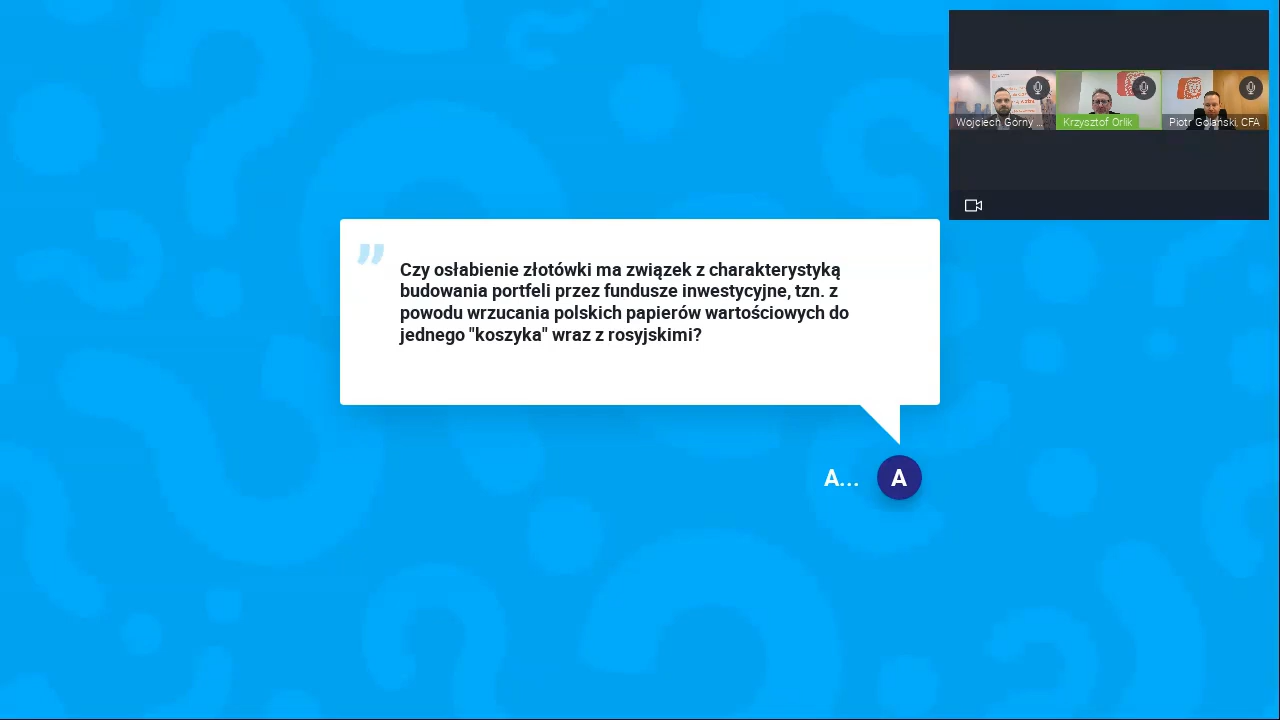 Wojciech Górny ...
Krzysztof Orlik
Piotr Golański, CFA
Czy osłabienie złotówki ma związek z charakterystyką
budowania portfeli przez fundusze inwestycyjne, tzn. z
powodu wrzucania polskich papierów wartościowych do
jednego "koszyka" wraz z rosyjskimi?
A...
A